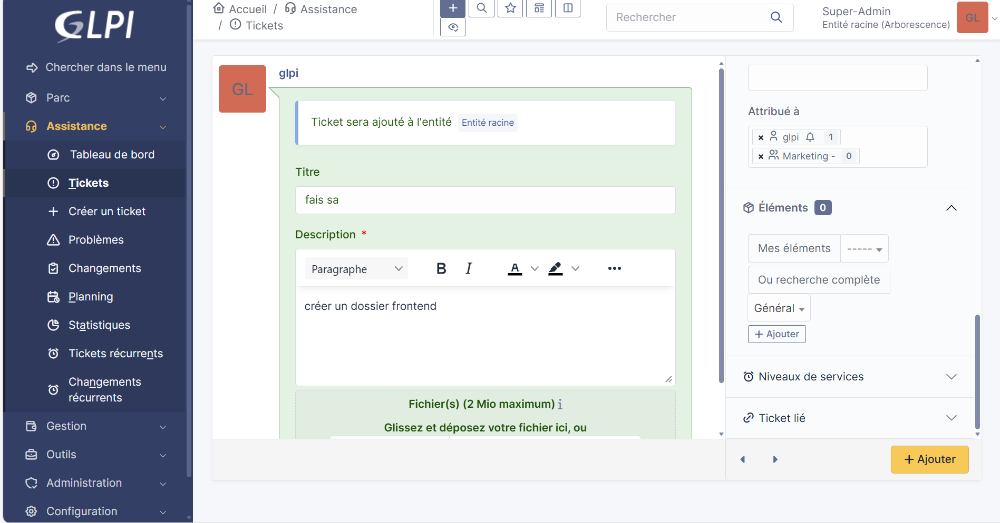 GLPI
Chercher dans le menu
Parc
Assistance
Tableau de bord
Tickets
Créer un ticket
Problèmes
Changements
Planning
Statistiques
Tickets récurrents
Changements
récurrents
Gestion
Outils
Administration
Configuration
Accueil / Assistance
/ Tickets
Rechercher
Super-Admin
Entité racine (Arborescence)
GL
GL
glpi
Ticket sera ajouté à l'entité Entité racine
Titre
fais sa
Description *
Paragraphe B I A
créer un dossier frontend
Fichier(s) (2 Mio maximum) i
Glissez et déposez votre fichier ici, ou
Attribué à
× glpi 1
× Marketing - 0
Éléments 0
Mes éléments -----
Ou recherche complète
Général
+ Ajouter
Niveaux de services
Ticket lié
+ Ajouter